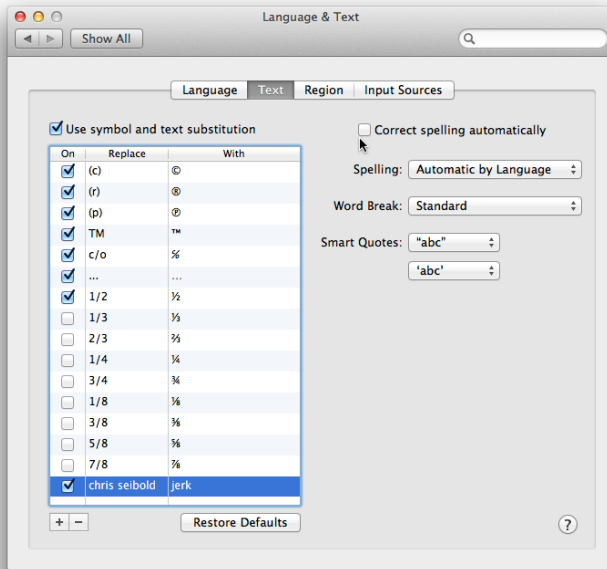 Language & Text
Show All
Language Text Region Input Sources
Use symbol and text substitution
Correct spelling automatically
On Replace With
(c) ©
(r) ®
(p) ℗
TM ™
c/o ℅
... …
1/2 ½
1/3 ⅓
2/3 ⅔
1/4 ¼
3/4 ¾
1/8 ⅛
3/8 ⅜
5/8 ⅝
7/8 ⅞
chris seibold jerk
+ −
Restore Defaults
Spelling: Automatic by Language
Word Break: Standard
Smart Quotes: “abc”
‘abc’
?